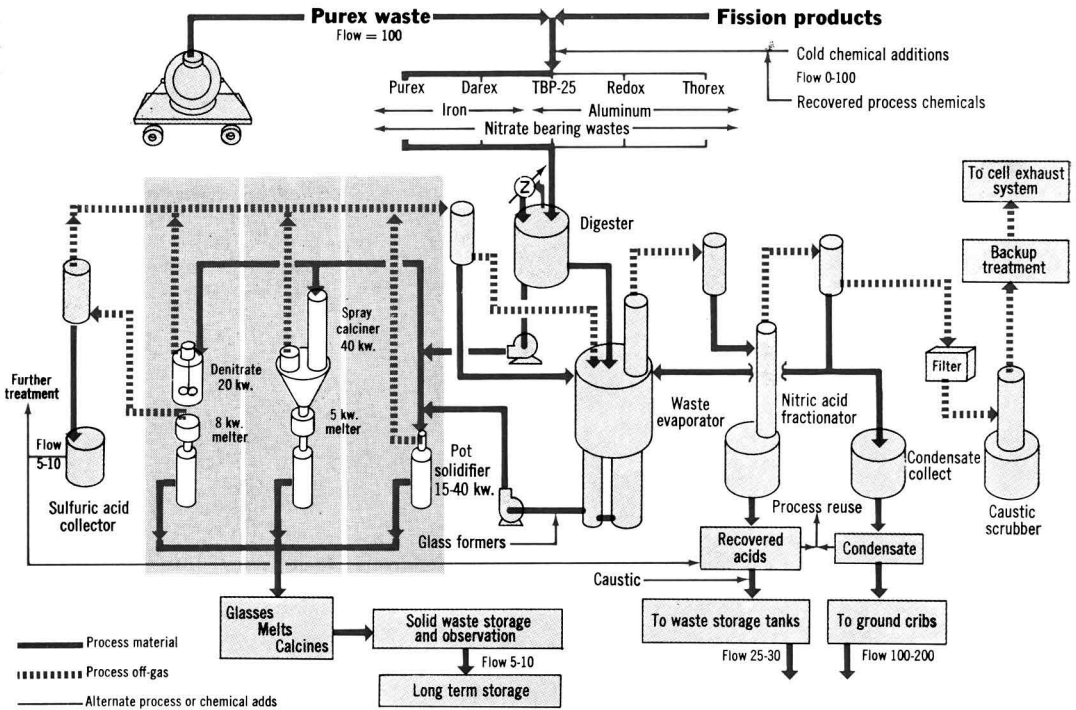 Purex waste
Flow = 100
Fission products
Cold chemical additions
Flow 0-100
Recovered process chemicals
Purex Darex TBP-25 Redox Thorex
Iron Aluminum
Nitrate bearing wastes
To cell exhaust
system
Z
Digester
Backup
treatment
Spray
calciner
40 kw.
Denitrate
20 kw.
Further
treatment
Filter
Waste
evaporator
Nitric acid
fractionator
8 kw.
melter
5 kw.
melter
Flow
5-10
Pot
solidifier
15-40 kw.
Condensate
collect
Sulfuric acid
collector
Caustic
scrubber
Process reuse
Glass formers
Recovered
acids
Condensate
Caustic
Glasses
Melts
Calcines
Solid waste storage
and observation
To waste storage tanks
To ground cribs
Process material
Flow 5-10
Flow 25-30
Flow 100-200
Process off-gas
Long term storage
Alternate process or chemical adds